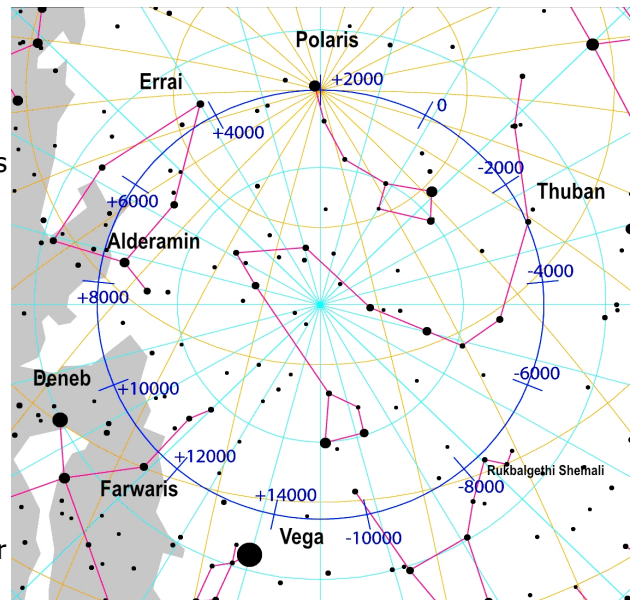 Polaris
+2000
Errai
0
+4000
s
-2000
Thuban
+6000
Alderamin
-4000
+8000
Deneb
-6000
+10000
+12000
Rukbalgethi Shemali
Farwaris
-8000
+14000
Vega
-10000
r